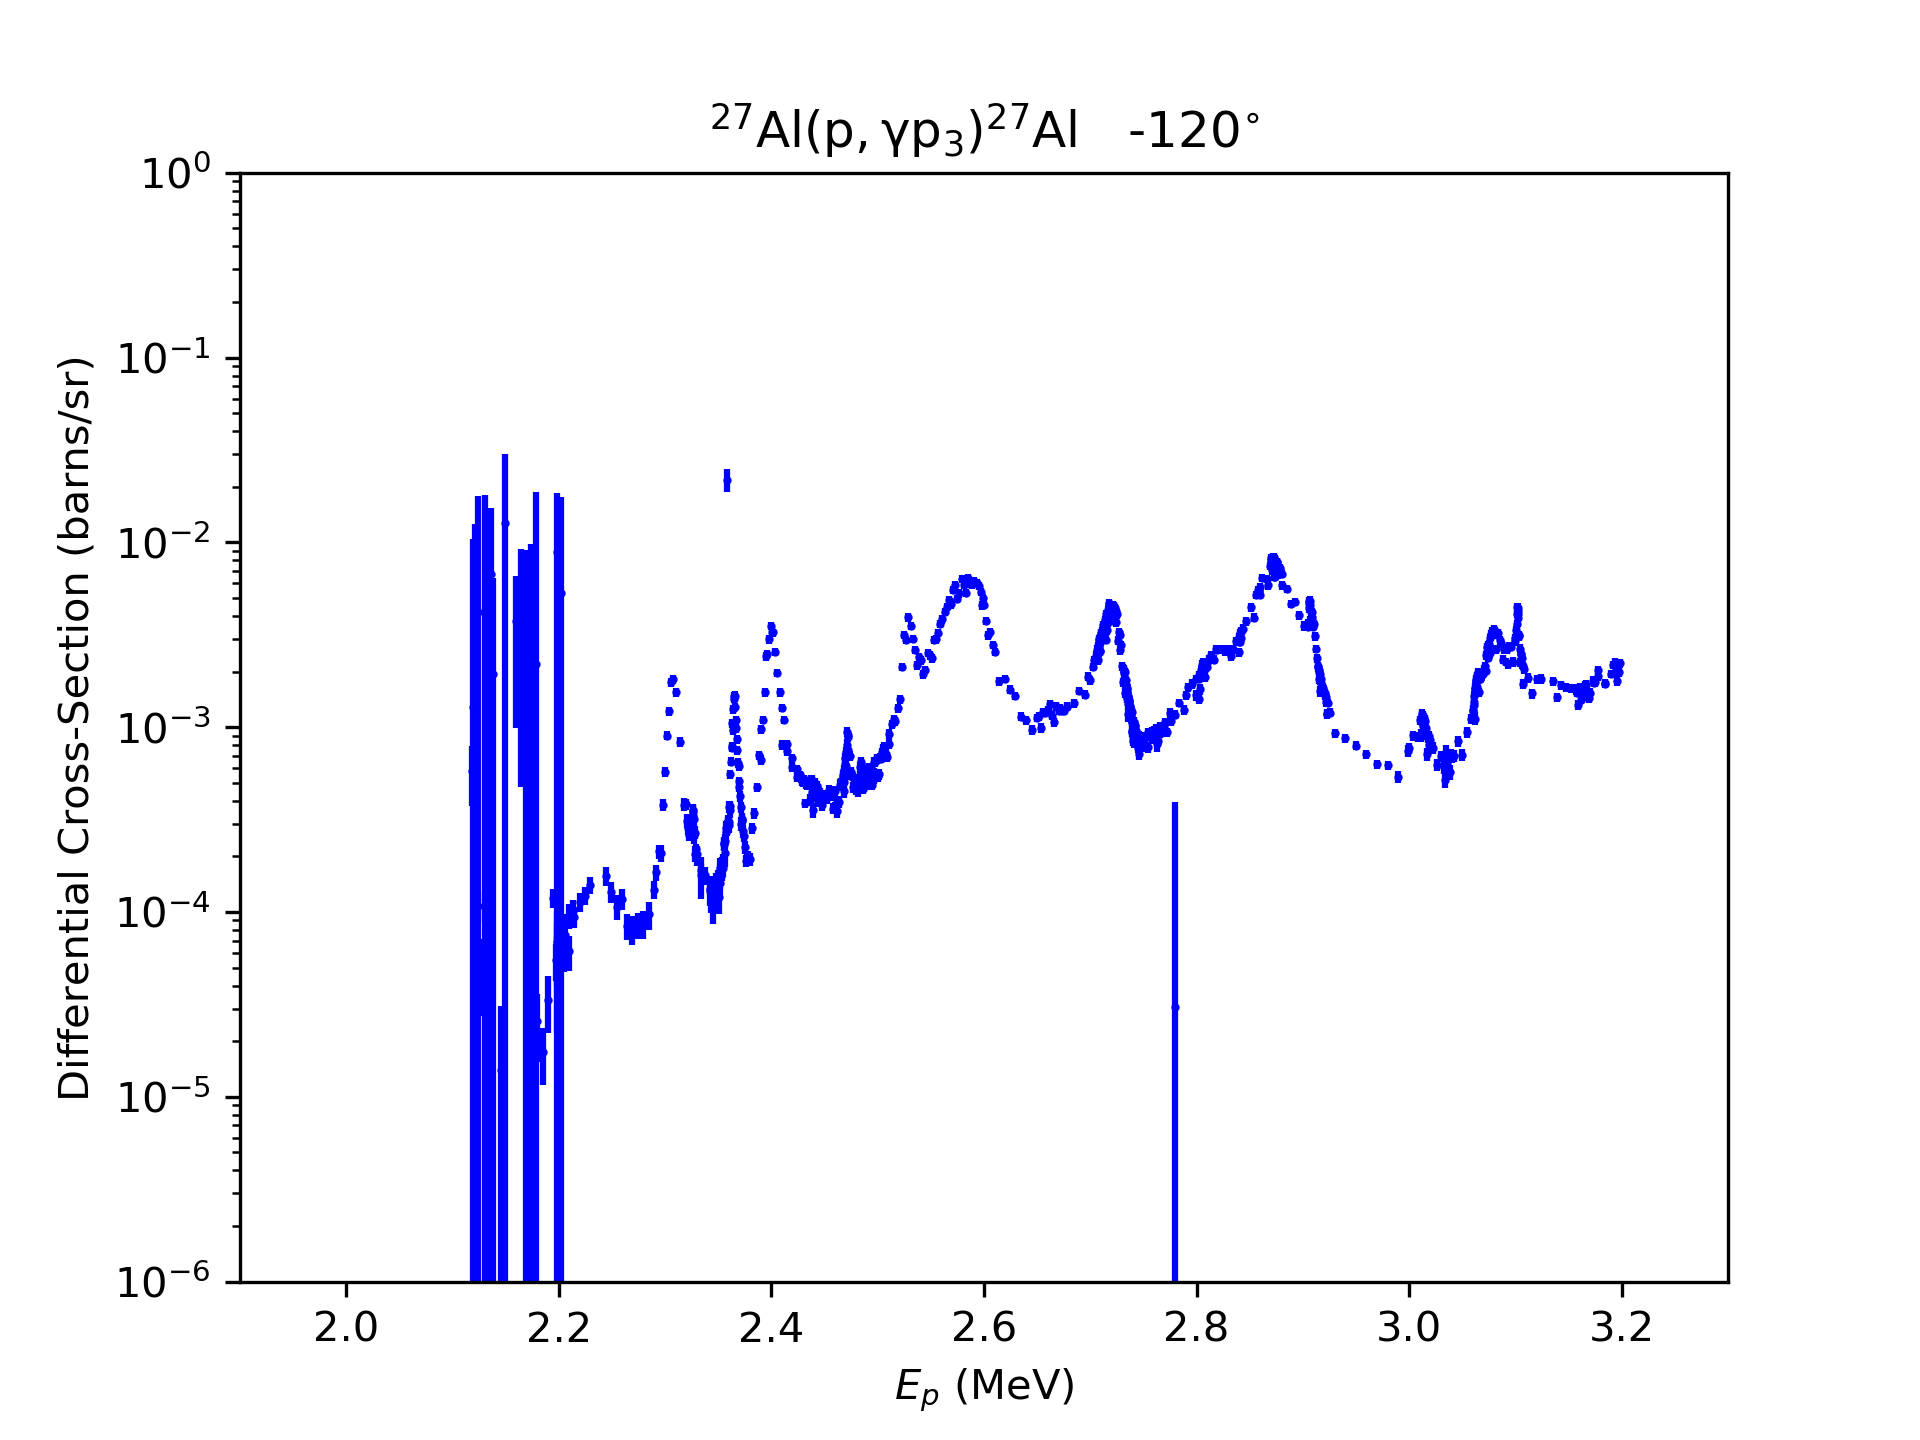 ²⁷Al(p, γp₃)²⁷Al -120°
Differential Cross-Section (barns/sr)
10⁰
10⁻¹
10⁻²
10⁻³
10⁻⁴
10⁻⁵
10⁻⁶
2.0 2.2 2.4 2.6 2.8 3.0 3.2
Eₚ (MeV)